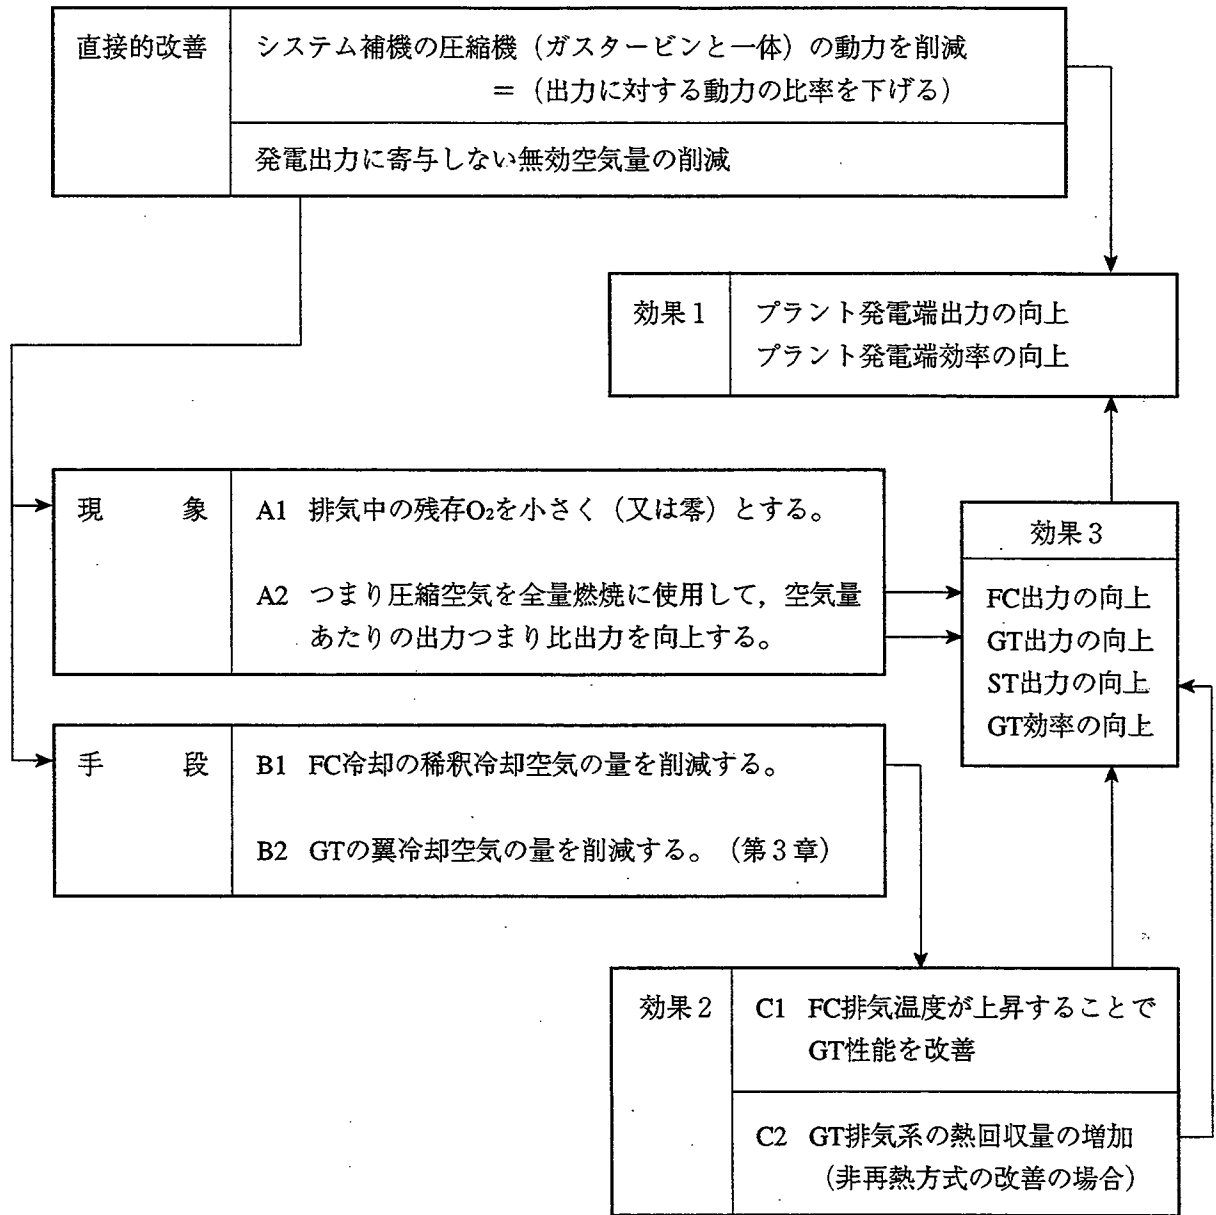 直接的改善
システム補機の圧縮機（ガスタービンと一体）の動力を削減
＝（出力に対する動力の比率を下げる）
発電出力に寄与しない無効空気量の削減
効果1
プラント発電端出力の向上
プラント発電端効率の向上
現　　象
A1 排気中の残存O₂を小さく（又は零）とする。
A2 つまり圧縮空気を全量燃焼に使用して，空気量
あたりの出力つまり比出力を向上する。
効果3
FC出力の向上
GT出力の向上
ST出力の向上
GT効率の向上
手　　段
B1 FC冷却の稀釈冷却空気の量を削減する。
B2 GTの翼冷却空気の量を削減する。（第3章）
効果2
C1 FC排気温度が上昇することで
GT性能を改善
C2 GT排気系の熱回収量の増加
（非再熱方式の改善の場合）